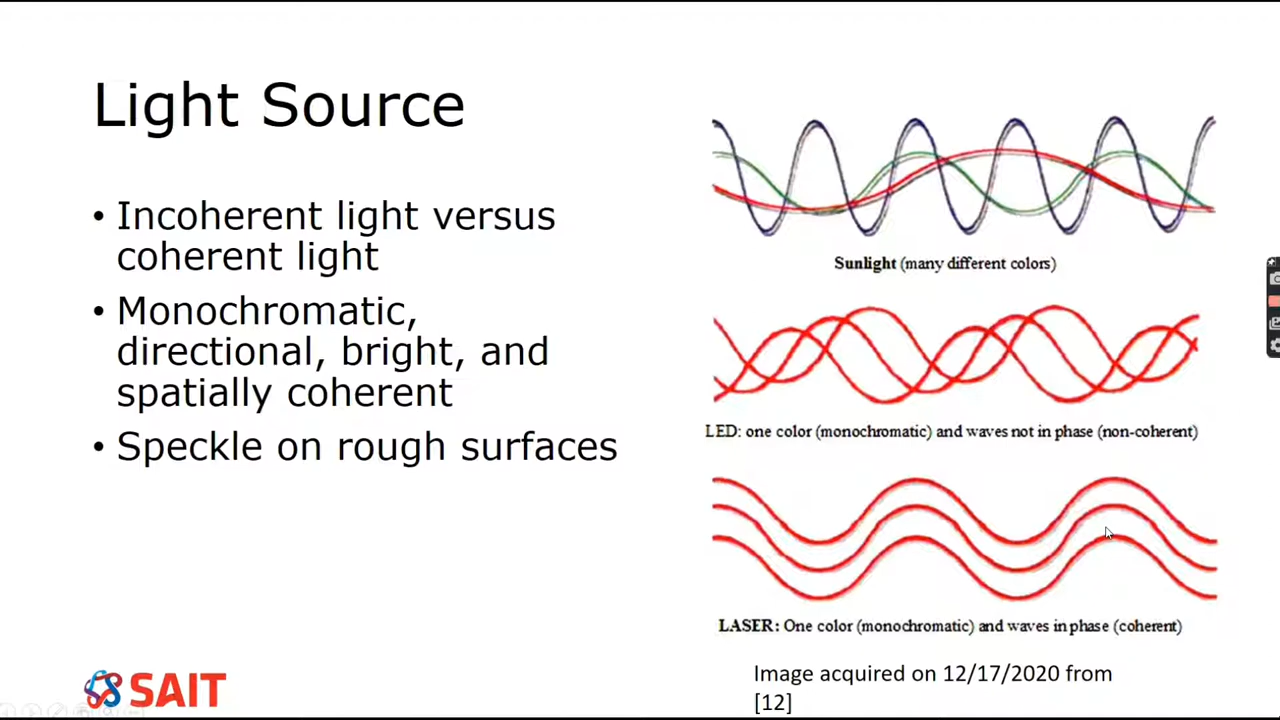 Light Source
• Incoherent light versus
coherent light
• Monochromatic,
directional, bright, and
spatially coherent
• Speckle on rough surfaces
Sunlight (many different colors)
LED: one color (monochromatic) and waves not in phase (non-coherent)
LASER: One color (monochromatic) and waves in phase (coherent)
Image acquired on 12/17/2020 from
[12]
SAIT